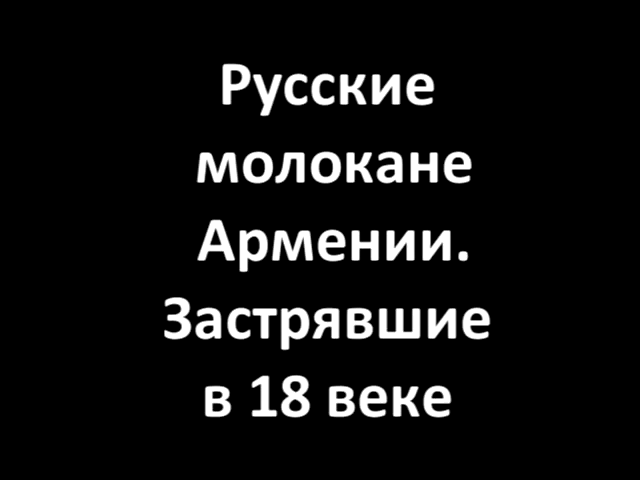 Русские
молокане
Армении.
Застрявшие
в 18 веке